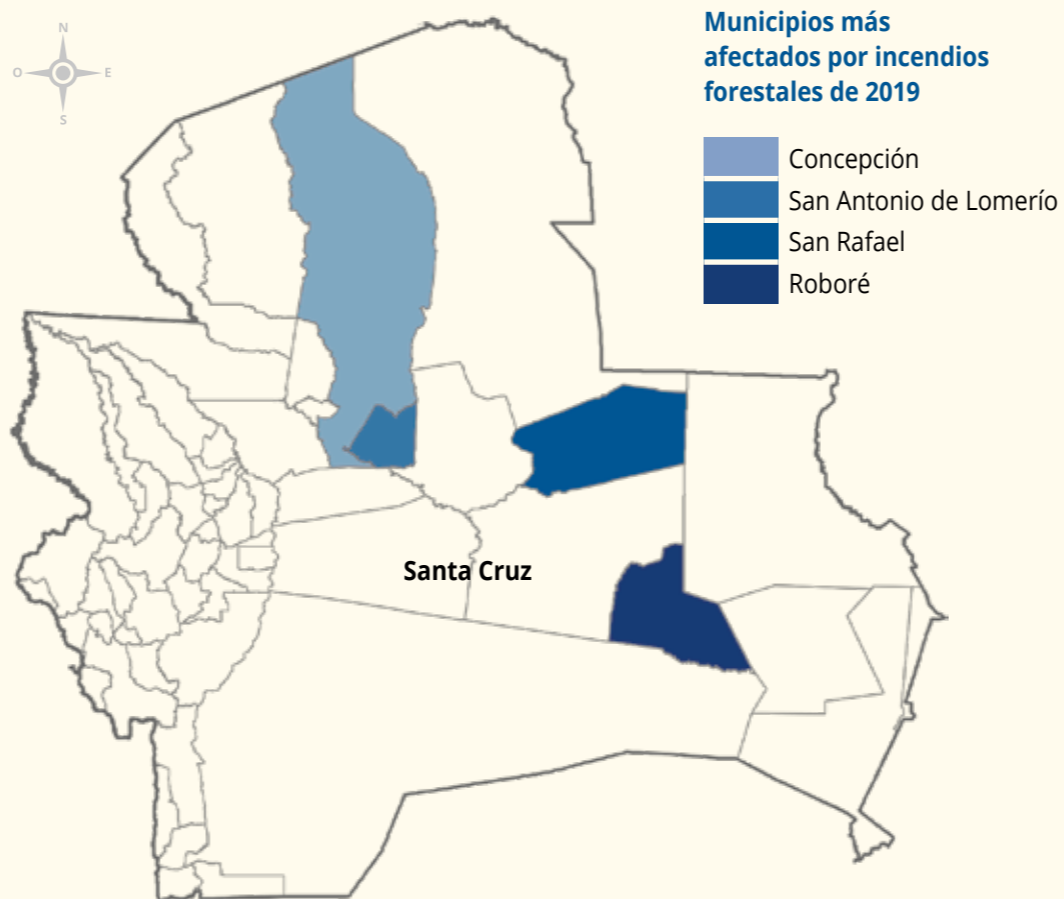 Municipios más
afectados por incendios
forestales de 2019
N
O
E
S
Concepción
San Antonio de Lomerío
San Rafael
Roboré
Santa Cruz